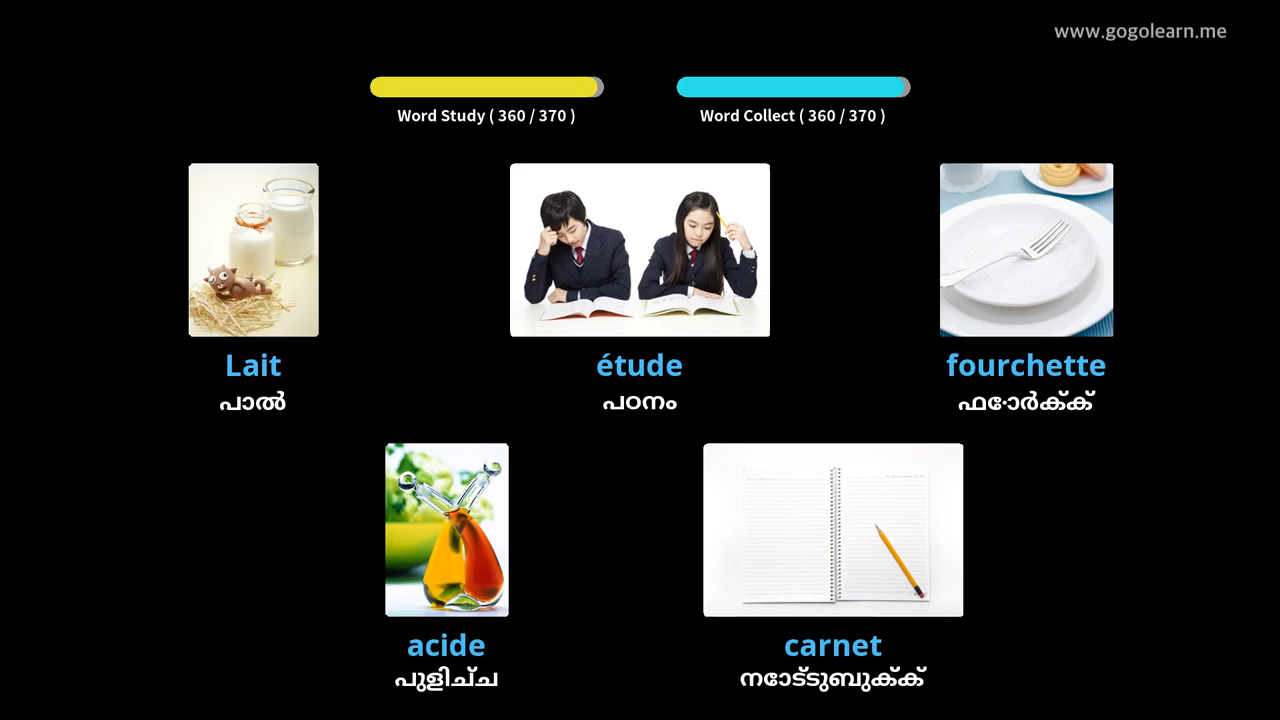 www.gogolearn.me
Word Study ( 360 / 370 )
Word Collect ( 360 / 370 )
Lait
പാൽ
étude
പഠനം
fourchette
ഫോർക്ക്
acide
പുളിച്ച
carnet
നോട്ടുബുക്ക്